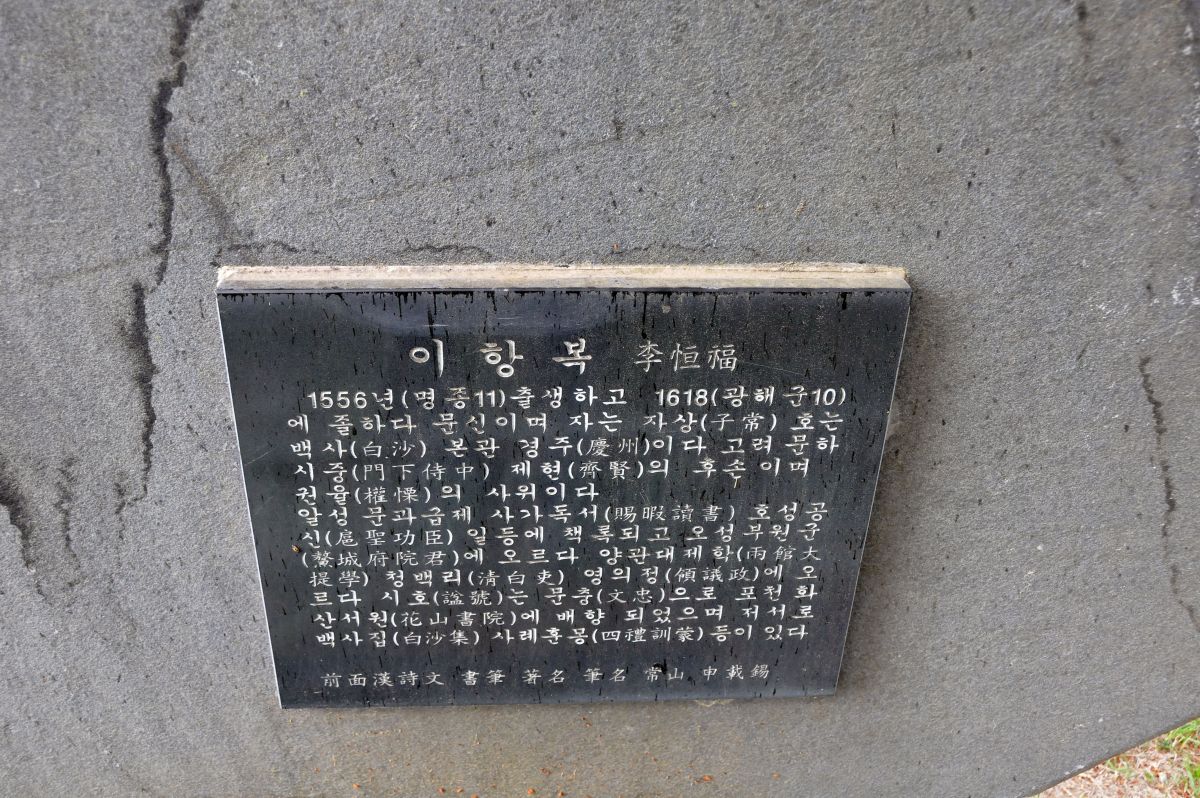 이 항 복 李恒福
1556년(명종11)출생하고 1618(광해군10)
에 졸하다 문신이며 자는 자상(子常) 호는
백사(白沙) 본관 경주(慶州)이다 고려 문하
시중(門下侍中) 제현(齊賢)의 후손이며
권율(權慄)의 사위이다
알성 문과급제 사가독서(賜暇讀書) 호성공
신(扈聖功臣) 일등에 책록되고 오성부원군
(鰲城府院君)에 오르다 양관대제학(兩館大
提學) 청백리(清白吏) 영의정(領議政)에 오
르다 시호(諡號)는 문충(文忠)으로 포천화
산서원(花山書院)에 배향 되었으며 저서로
백사집(白沙集) 사례훈몽(四禮訓蒙)등이 있다
前面漢詩文 書筆 著名 筆名 常山 申載錫